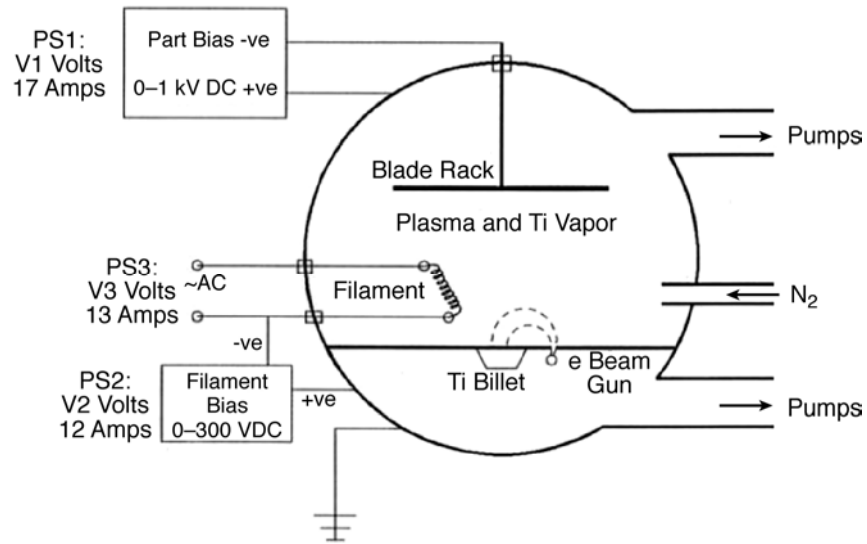 PS1:
V1 Volts
17 Amps
Part Bias -ve
0–1 kV DC +ve
Pumps
Blade Rack
Plasma and Ti Vapor
PS3:
V3 Volts
13 Amps
~AC
Filament
N2
-ve
PS2:
V2 Volts
12 Amps
Filament
Bias
0–300 VDC
+ve
Ti Billet
e Beam
Gun
Pumps